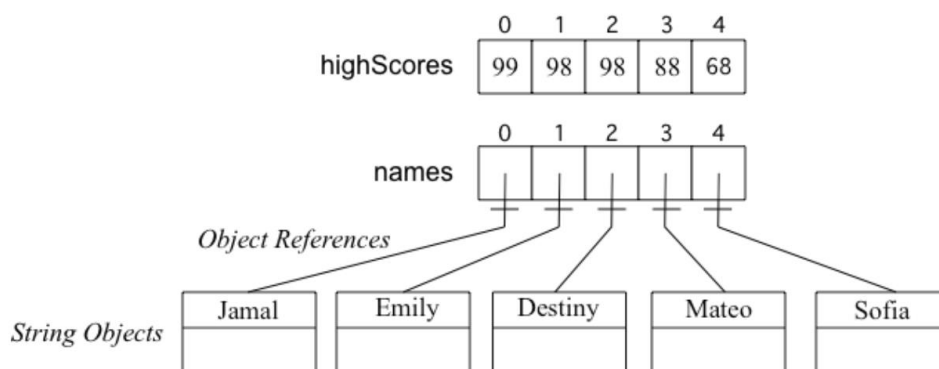 0 1 2 3 4
highScores 99 98 98 88 68
0 1 2 3 4
names
Object References
Jamal Emily Destiny Mateo Sofia
String Objects